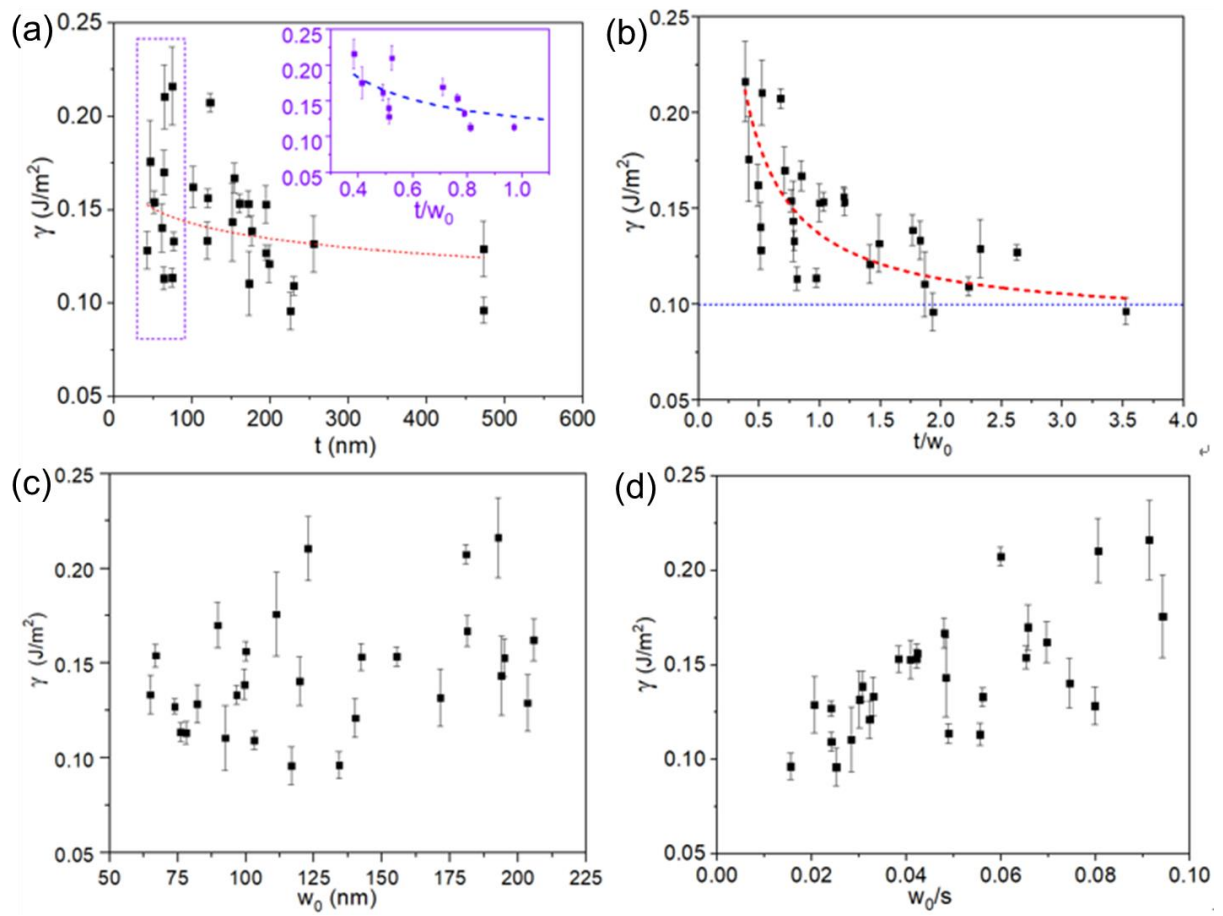 (a)
γ (J/m²)
0.25
0.20
0.15
0.10
0.05
0 100 200 300 400 500 600
t (nm)
0.25
0.20
0.15
0.10
0.05
0.4 0.6 0.8 1.0
t/w₀
(b)
γ (J/m²)
0.25
0.20
0.15
0.10
0.05
0.0 0.5 1.0 1.5 2.0 2.5 3.0 3.5 4.0
t/w₀
(c)
γ (J/m²)
0.25
0.20
0.15
0.10
0.05
50 75 100 125 150 175 200 225
w₀ (nm)
(d)
γ (J/m²)
0.25
0.20
0.15
0.10
0.05
0.00 0.02 0.04 0.06 0.08 0.10
w₀/s